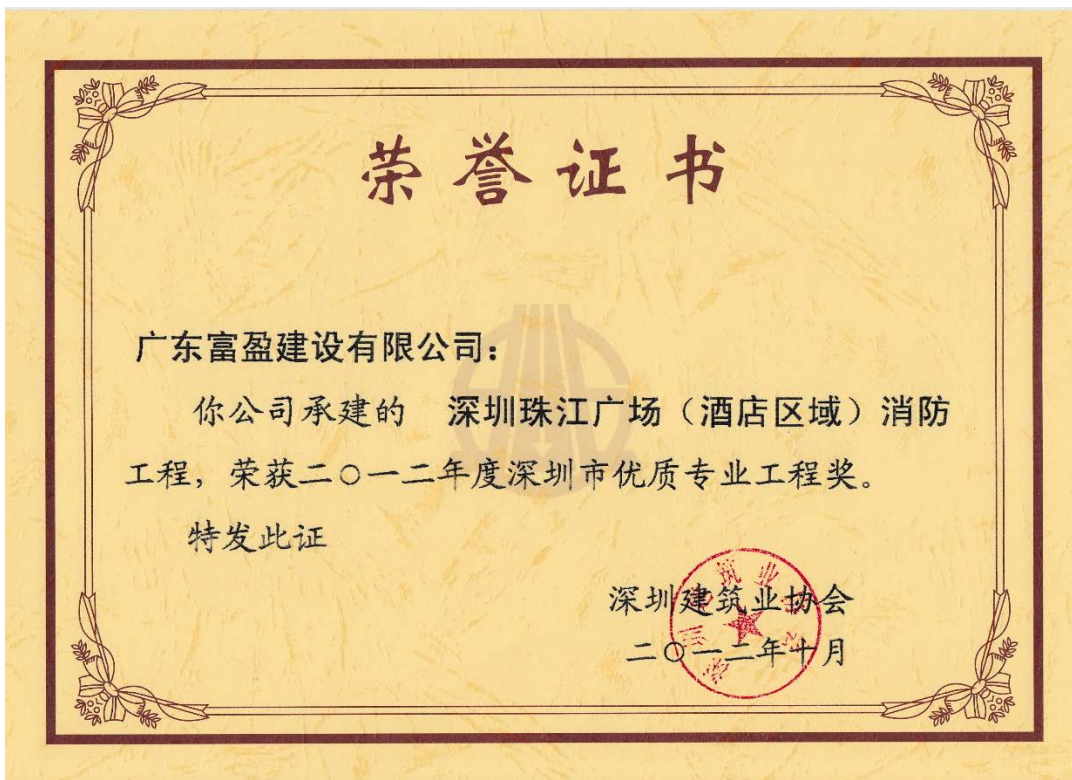 荣誉证书
广东富盈建设有限公司:
你公司承建的 深圳珠江广场（酒店区域）消防
工程，荣获二〇一二年度深圳市优质专业工程奖。
特发此证
深圳建筑业协会
二〇一二年十月